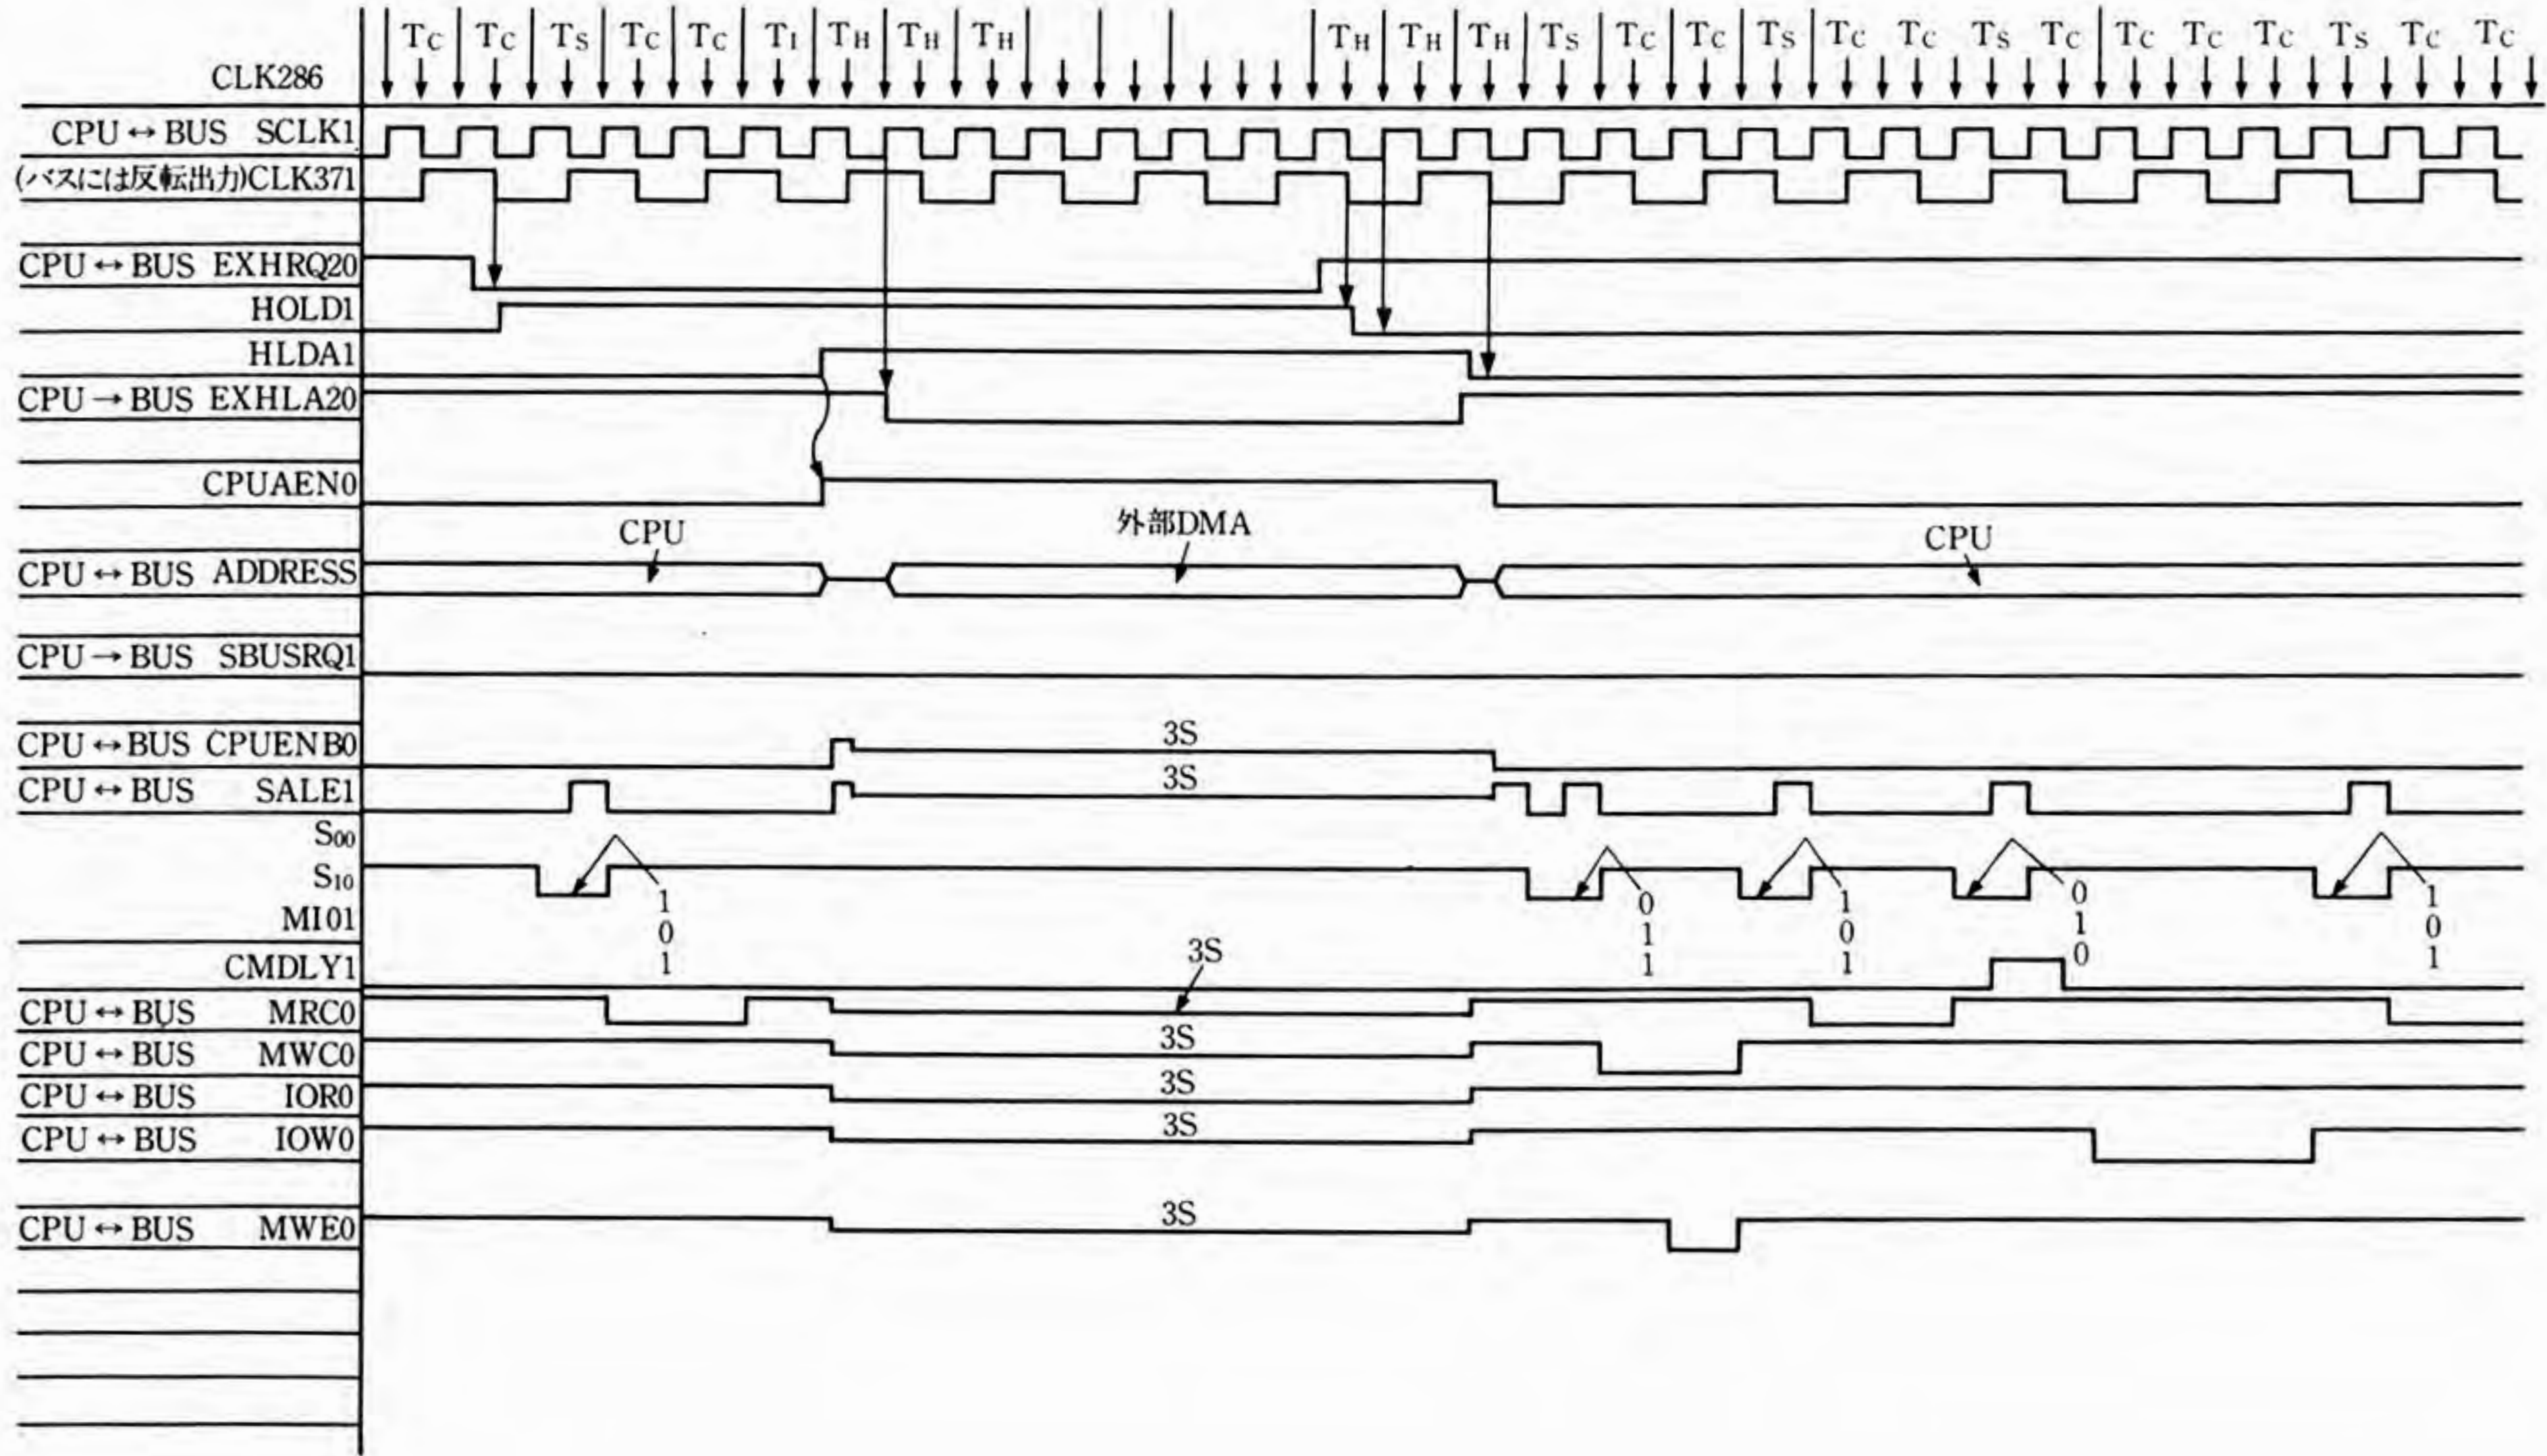 TC TC TS TC TC TI TH TH TH TH TH TH TS TC TC TS TC TC TS TC TC TC TC TS TC TC
CLK286
CPU ↔ BUS SCLK1
(バスには反転出力)CLK371
CPU ↔ BUS EXHRQ20
HOLD1
HLDA1
CPU → BUS EXHLA20
CPUAEN0
CPU 外部DMA CPU
CPU ↔ BUS ADDRESS
CPU → BUS SBUSRQ1
CPU ↔ BUS CPUENB0 3S
CPU ↔ BUS SALE1 3S
S00
S10
MI01
1 0 1
0 1 1
1 0 1
0 1 0
1 0 1
CMDLY1
3S
CPU ↔ BUS MRC0
CPU ↔ BUS MWC0 3S
CPU ↔ BUS IOR0 3S
CPU ↔ BUS IOW0 3S
CPU ↔ BUS MWE0 3S